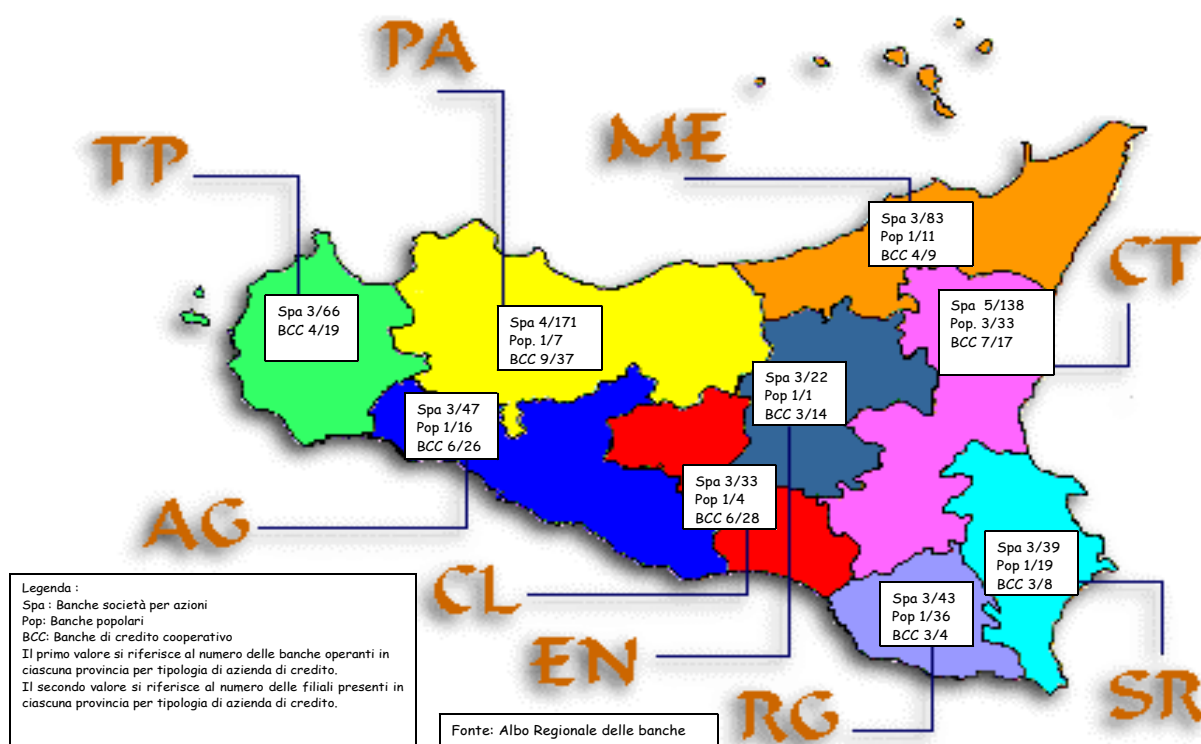 PA
ME
TP
CT
Spa 3/83
Pop 1/11
BCC 4/9
Spa 3/66
BCC 4/19
Spa 4/171
Pop. 1/7
BCC 9/37
Spa 5/138
Pop. 3/33
BCC 7/17
Spa 3/22
Pop 1/1
BCC 3/14
Spa 3/47
Pop 1/16
BCC 6/26
Spa 3/33
Pop 1/4
BCC 6/28
AG
Spa 3/39
Pop 1/19
BCC 3/8
CL
Spa 3/43
Pop 1/36
BCC 3/4
EN
RG
SR
Legenda :
Spa : Banche società per azioni
Pop: Banche popolari
BCC: Banche di credito cooperativo
Il primo valore si riferisce al numero delle banche operanti in
ciascuna provincia per tipologia di azienda di credito.
Il secondo valore si riferisce al numero delle filiali presenti in
ciascuna provincia per tipologia di azienda di credito.
Fonte: Albo Regionale delle banche